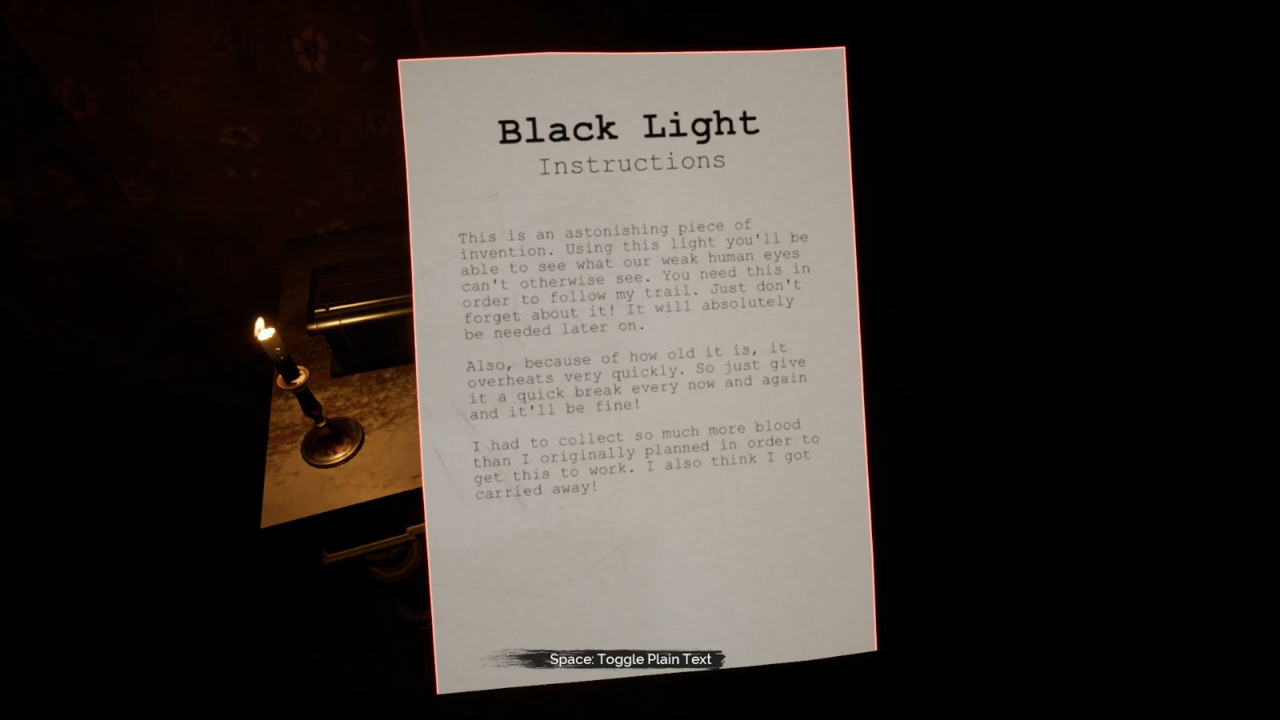 Black Light
Instructions
This is an astonishing piece of
invention. Using this light you'll be
able to see what our weak human eyes
can't otherwise see. You need this in
order to follow my trail. Just don't
forget about it! It will absolutely
be needed later on.
Also, because of how old it is, it
overheats very quickly. So just give
it a quick break every now and again
and it'll be fine!
I had to collect so much more blood
than I originally planned in order to
get this to work. I also think I got
carried away!
Space: Toggle Plain Text